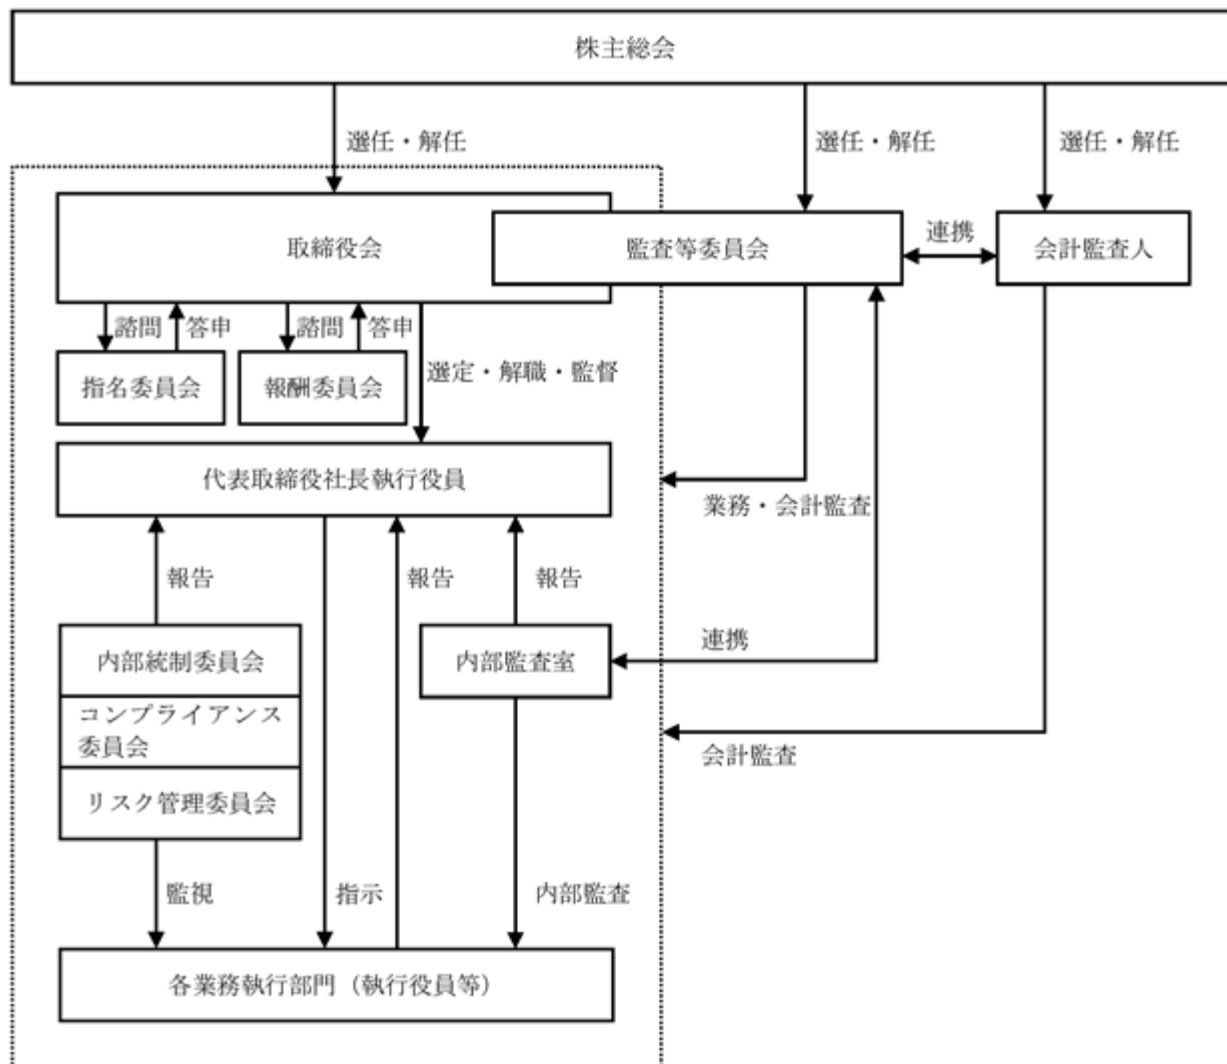 株主総会
選任・解任
選任・解任
選任・解任
取締役会
監査等委員会
連携
会計監査人
諮問
答申
諮問
答申
指名委員会
報酬委員会
選定・解職・監督
代表取締役社長執行役員
業務・会計監査
報告
報告
報告
内部統制委員会
内部監査室
連携
コンプライアンス
委員会
会計監査
リスク管理委員会
監視
指示
内部監査
各業務執行部門（執行役員等）